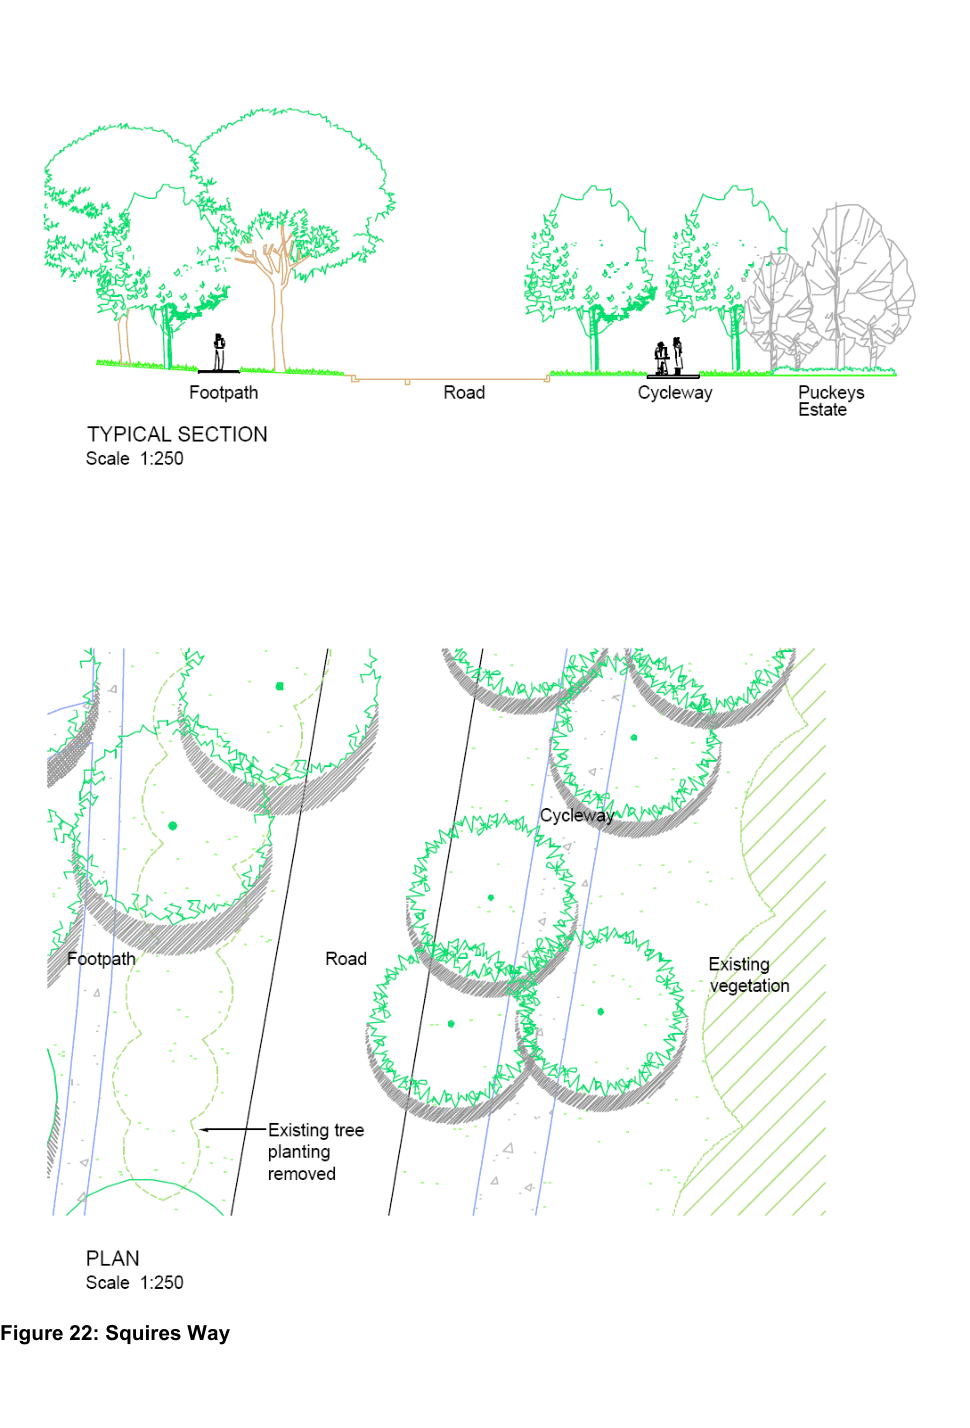 Footpath
Road
Cycleway
Puckeys
Estate
TYPICAL SECTION
Scale 1:250
Cycleway
Footpath
Road
Existing
vegetation
Existing tree
planting
removed
PLAN
Scale 1:250
Figure 22: Squires Way